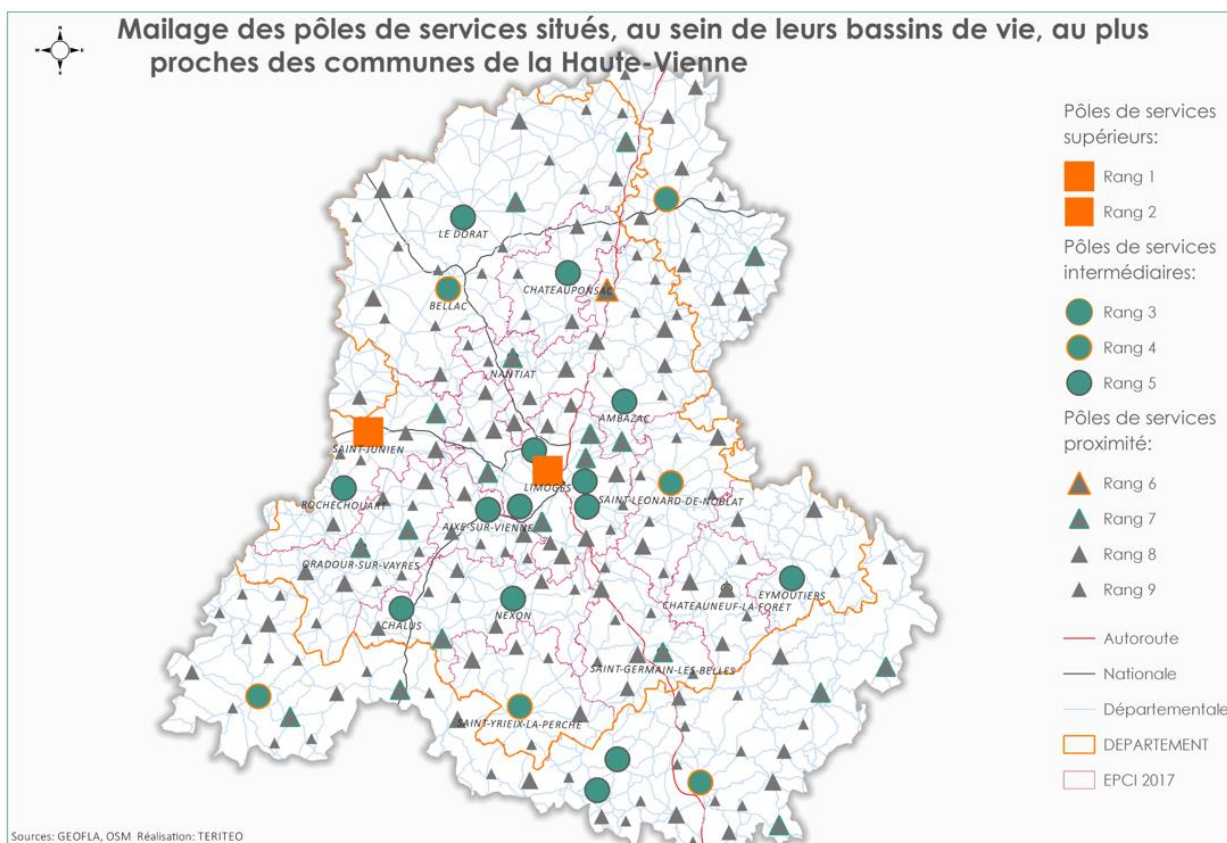 Mailage des pôles de services situés, au sein de leurs bassins de vie, au plus
proches des communes de la Haute-Vienne
Pôles de services
supérieurs:
Rang 1
Rang 2
Pôles de services
intermédiaires:
Rang 3
Rang 4
Rang 5
Pôles de services
proximité:
Rang 6
Rang 7
Rang 8
Rang 9
Autoroute
Nationale
Départementale
DEPARTEMENT
EPCI 2017
LE DORAT
CHATEAUPONSAC
BELLAC
NANTIAT
AMBAZAC
SAINT-JUNIEN
LIMOGES
ROCHECHOUART
SAINT-LEONARD-DE-NOBLAT
AIXE-SUR-VIENNE
ORADOUR-SUR-VAYRES
EYMOUTIERS
CHATEAUNEUF-LA-FORET
NEXON
CHALUS
SAINT-GERMAIN-LES-BELLES
SAINT-YRIEIX-LA-PERCHE
Sources: GEOFLA, OSM Réalisation: TERITEO